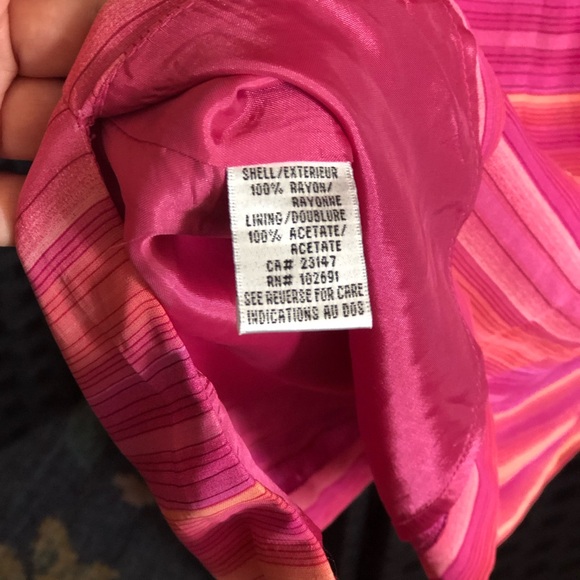 SHELL/EXTERIEUR
100% RAYON/
RAYONNE
LINING/DOUBLURE
100% ACETATE/
ACETATE
CA# 23147
RN# 102691
SEE REVERSE FOR CARE
INDICATIONS AU DOS